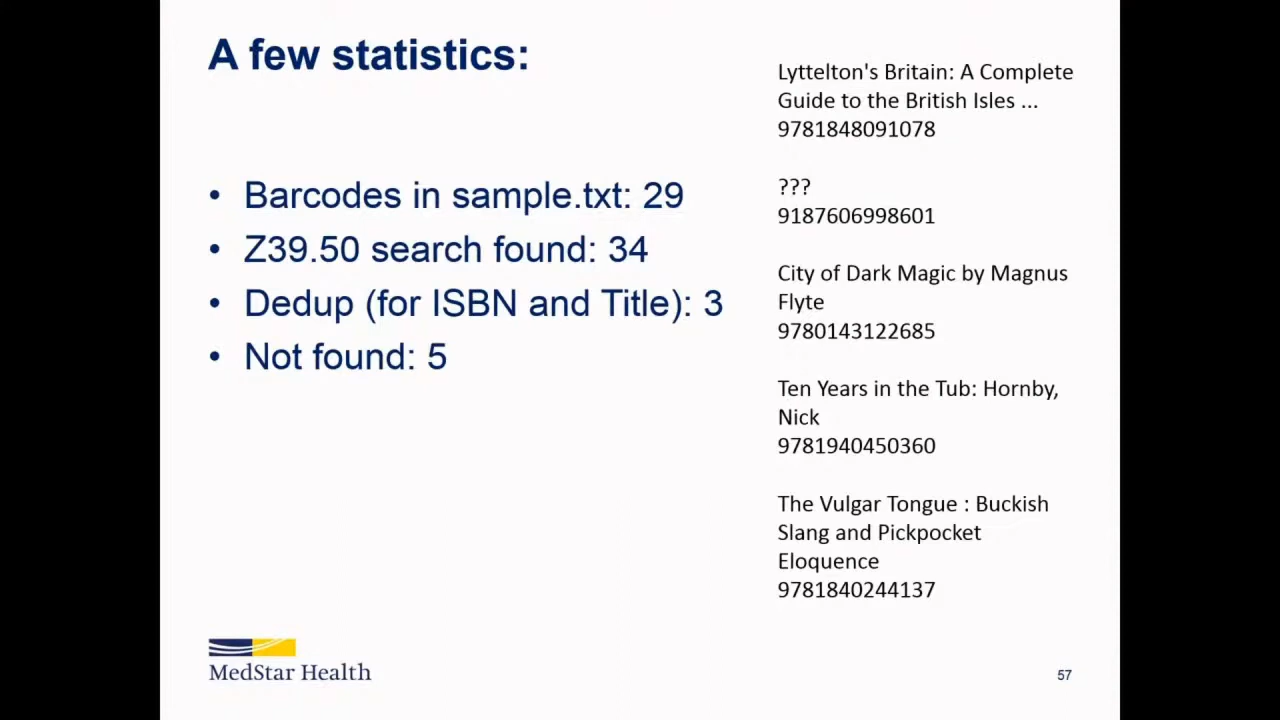 A few statistics:
• Barcodes in sample.txt: 29
• Z39.50 search found: 34
• Dedup (for ISBN and Title): 3
• Not found: 5
Lyttelton's Britain: A Complete
Guide to the British Isles ...
9781848091078
???
9187606998601
City of Dark Magic by Magnus
Flyte
9780143122685
Ten Years in the Tub: Hornby,
Nick
9781940450360
The Vulgar Tongue : Buckish
Slang and Pickpocket
Eloquence
9781840244137
MedStar Health
57